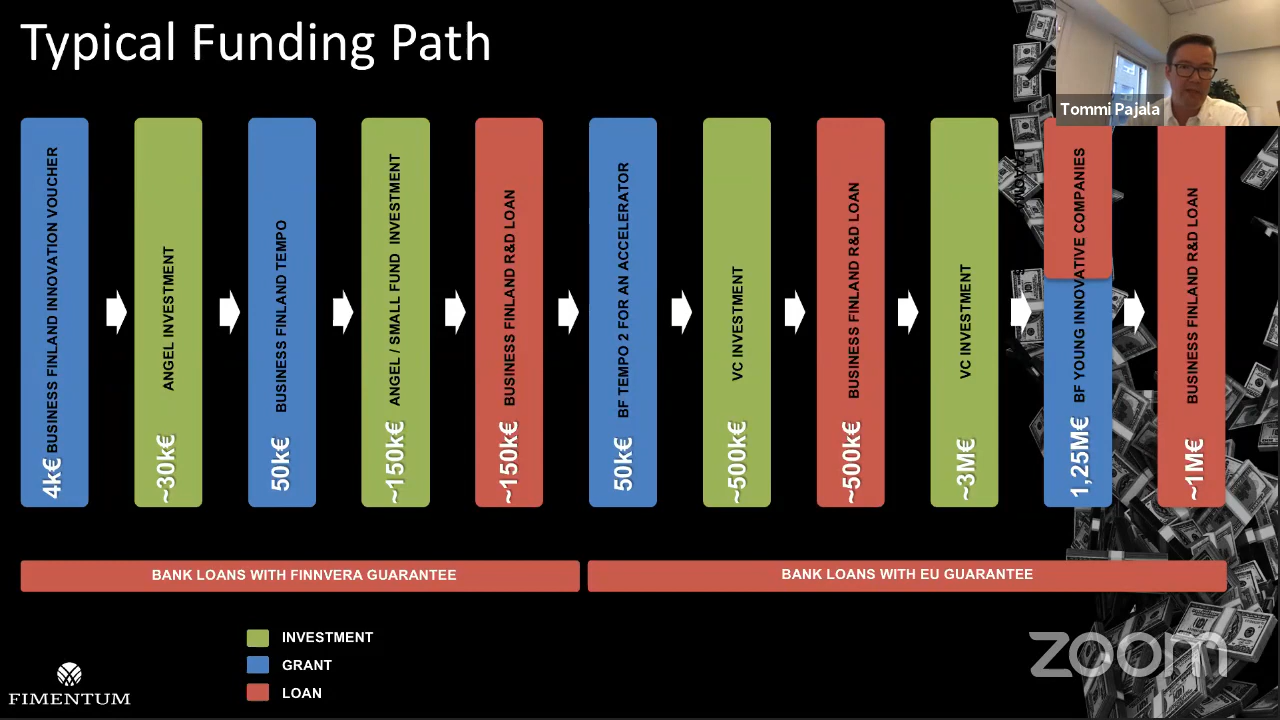 Typical Funding Path
Tommi Pajala
4k€ BUSINESS FINLAND INNOVATION VOUCHER
~30k€ ANGEL INVESTMENT
50k€ BUSINESS FINLAND TEMPO
~150k€ ANGEL / SMALL FUND INVESTMENT
~150k€ BUSINESS FINLAND R&D LOAN
50k€ BF TEMPO 2 FOR AN ACCELERATOR
~500k€ VC INVESTMENT
~500k€ BUSINESS FINLAND R&D LOAN
~3M€ VC INVESTMENT
1,25M€ BF YOUNG INNOVATIVE COMPANIES
~1M€ BUSINESS FINLAND R&D LOAN
BANK LOANS WITH FINNVERA GUARANTEE
BANK LOANS WITH EU GUARANTEE
INVESTMENT
GRANT
LOAN
FIMENTUM
zoom